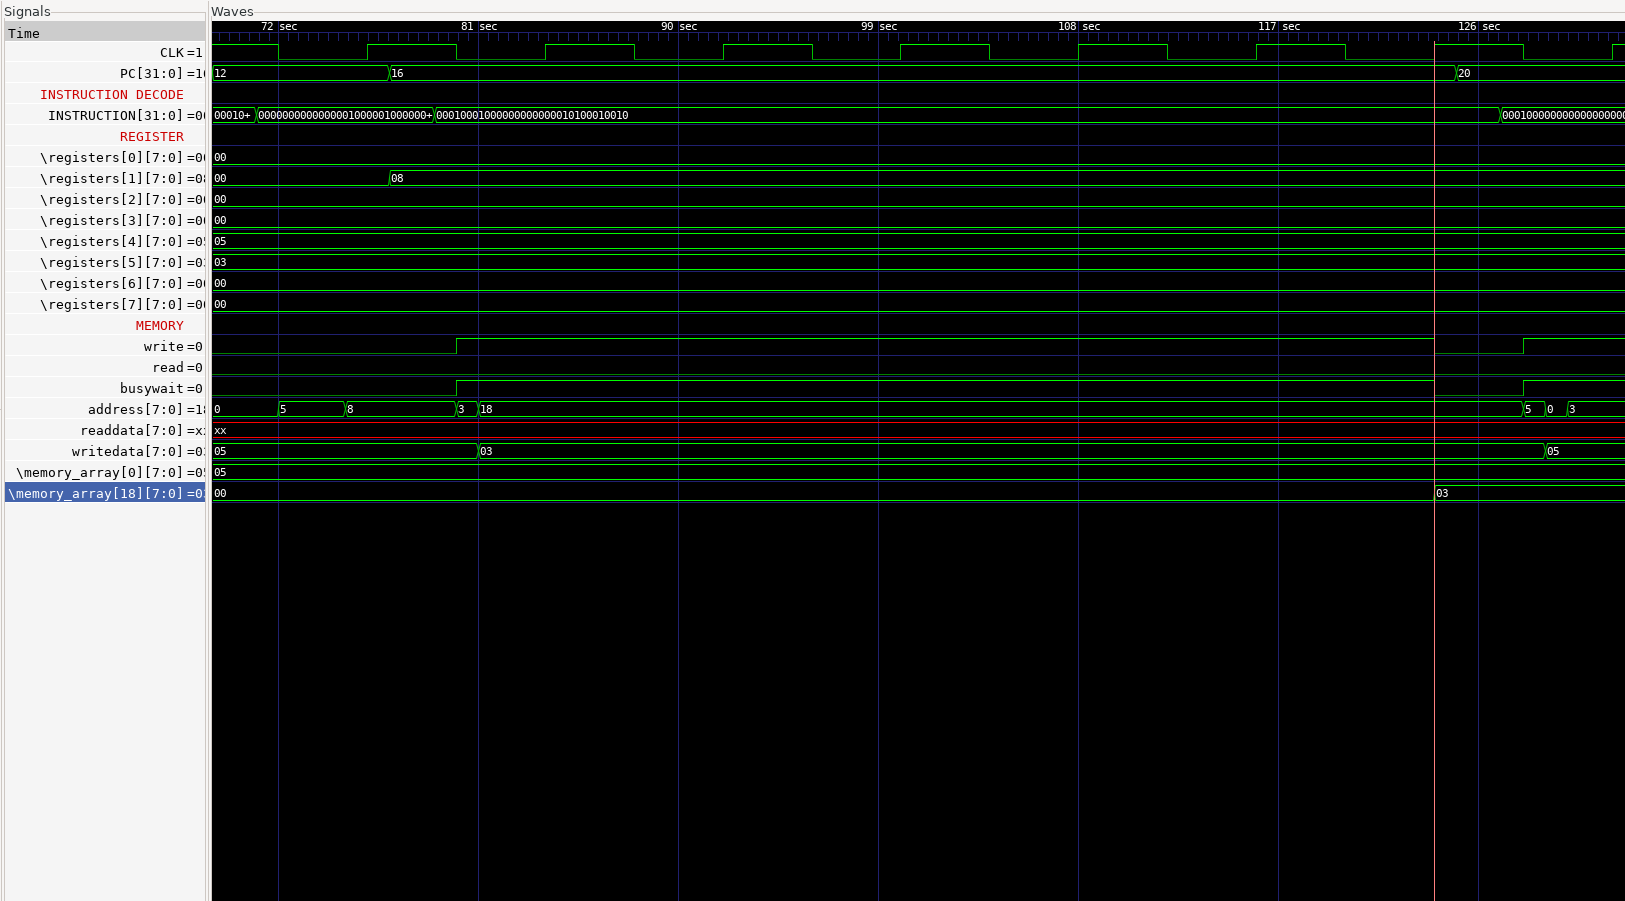 Signals
Waves
Time
72 sec 81 sec 90 sec 99 sec 108 sec 117 sec 126 sec
CLK =1
PC[31:0] =1 12 16 20
INSTRUCTION DECODE
INSTRUCTION[31:0] =0 00010+ 0000000000000001000001000000+ 00010001000000000000010100010010 00010000000000000000
REGISTER
\registers[0][7:0] =0 00
\registers[1][7:0] =0 00 08
\registers[2][7:0] =0 00
\registers[3][7:0] =0 00
\registers[4][7:0] =0 05
\registers[5][7:0] =0 03
\registers[6][7:0] =0 00
\registers[7][7:0] =0 00
MEMORY
write =0
read =0
busywait =0
address[7:0] =1 0 5 8 3 18 5 0 3
readdata[7:0] =x xx
writedata[7:0] =0 05 03 05
\memory_array[0][7:0] =0 05
\memory_array[18][7:0] =0 00 03